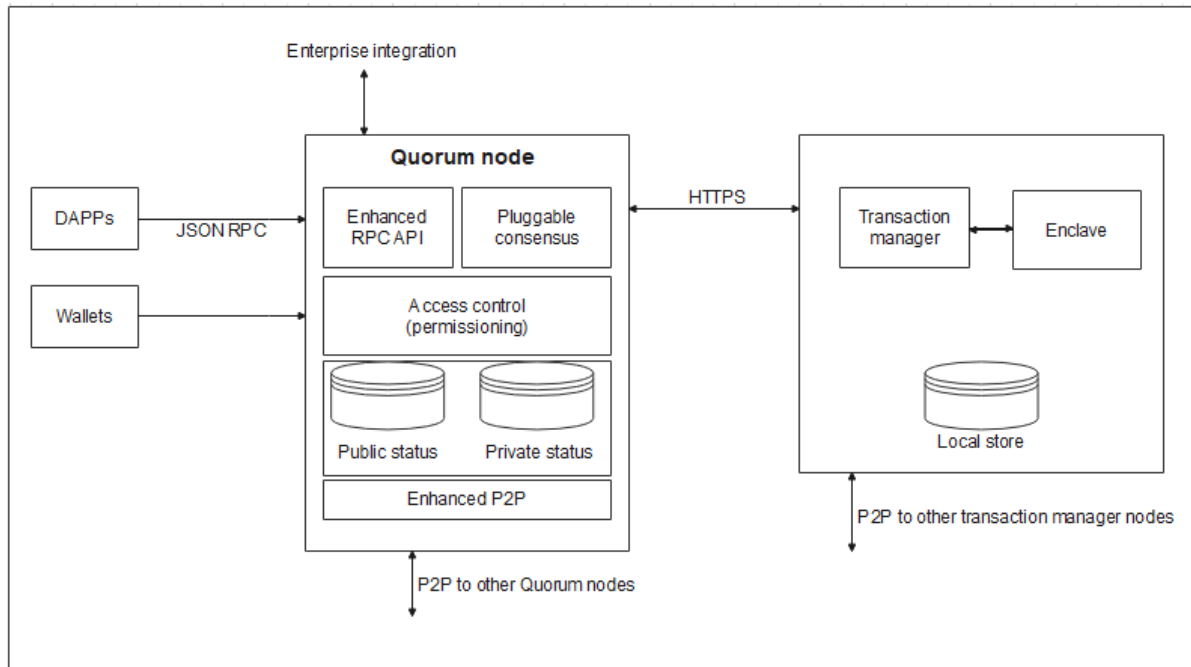 Enterprise integration
Quorum node
DAPPs
JSON RPC
Wallets
Enhanced
RPC API
Pluggable
consensus
Access control
(permissioning)
Public status
Private status
Enhanced P2P
P2P to other Quorum nodes
HTTPS
Transaction
manager
Enclave
Local store
P2P to other transaction manager nodes